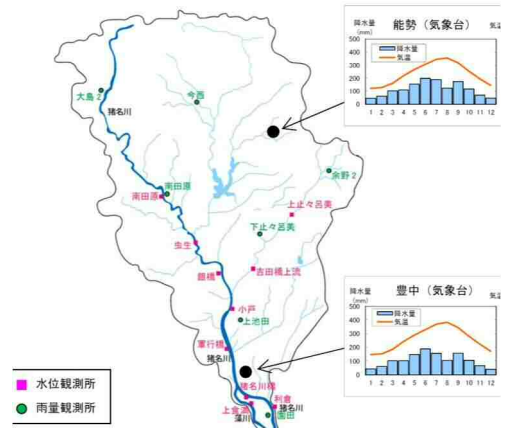 降水量
(mm)
能勢（気象台）
気温
降水量
気温
500
400
300
200
100
0
1 2 3 4 5 6 7 8 9 10 11 12
大島2
猪名川
今西
余野2
南田原
南田原
上止々呂美
下止々呂美
虫生
銀橋
吉田橋上流
小戸
上池田
軍行橋
猪名川
猪名川橋
利倉
上食満
猪名川
藻川
園田
降水量
(mm)
豊中（気象台）
気温
降水量
気温
500
400
300
200
100
0
1 2 3 4 5 6 7 8 9 10 11 12
水位観測所
雨量観測所